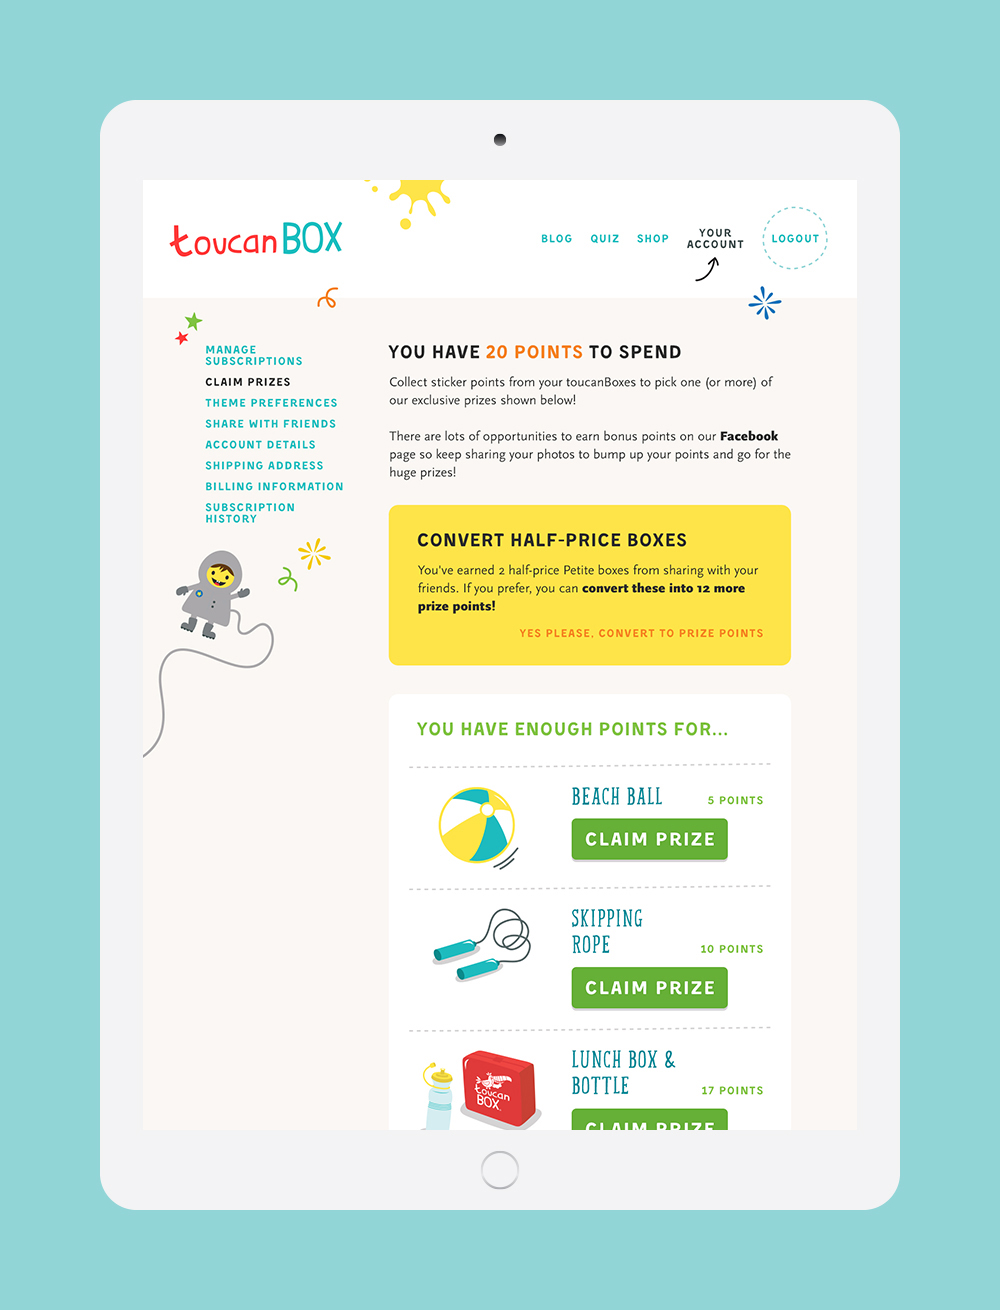 toucanBOX
BLOG
QUIZ
SHOP
YOUR
ACCOUNT
LOGOUT
MANAGE
SUBSCRIPTIONS
CLAIM PRIZES
THEME PREFERENCES
SHARE WITH FRIENDS
ACCOUNT DETAILS
SHIPPING ADDRESS
BILLING INFORMATION
SUBSCRIPTION
HISTORY
YOU HAVE 20 POINTS TO SPEND
Collect sticker points from your toucanBoxes to pick one (or more) of
our exclusive prizes shown below!
There are lots of opportunities to earn bonus points on our Facebook
page so keep sharing your photos to bump up your points and go for the
huge prizes!
CONVERT HALF-PRICE BOXES
You've earned 2 half-price Petite boxes from sharing with your
friends. If you prefer, you can convert these into 12 more
prize points!
YES PLEASE, CONVERT TO PRIZE POINTS
YOU HAVE ENOUGH POINTS FOR...
BEACH BALL
5 POINTS
CLAIM PRIZE
SKIPPING
ROPE
10 POINTS
CLAIM PRIZE
toucan
BOX
LUNCH BOX &
BOTTLE
17 POINTS
CLAIM PRIZE